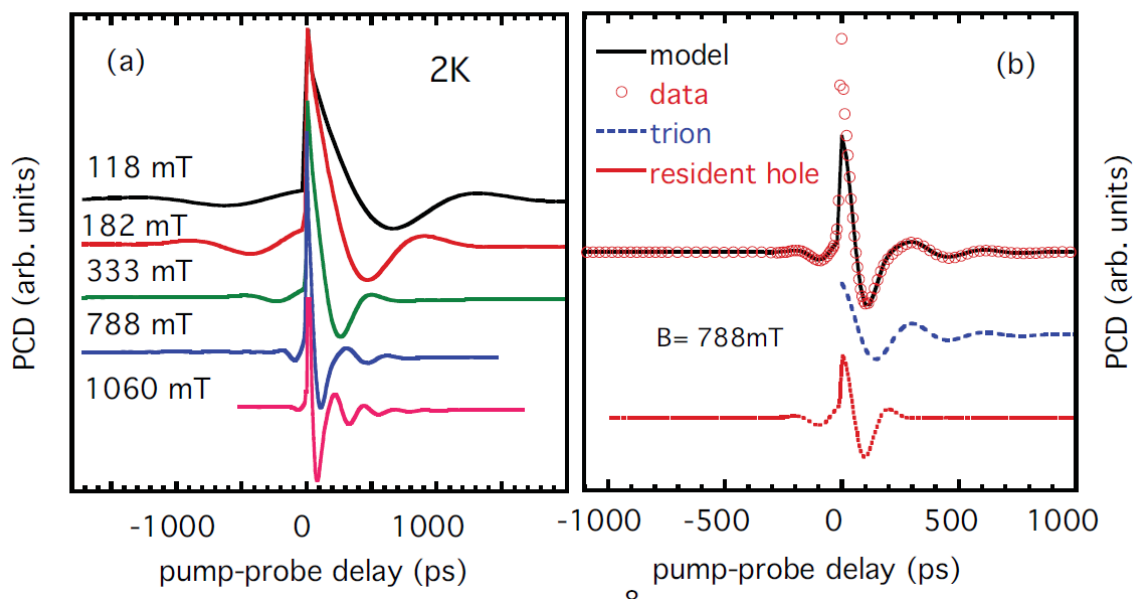 (a)
2K
118 mT
182 mT
333 mT
788 mT
1060 mT
PCD (arb. units)
-1000 0 1000
pump-probe delay (ps)
(b)
model
data
trion
resident hole
B= 788mT
PCD (arb. units)
-1000 -500 0 500 1000
pump-probe delay (ps)
8